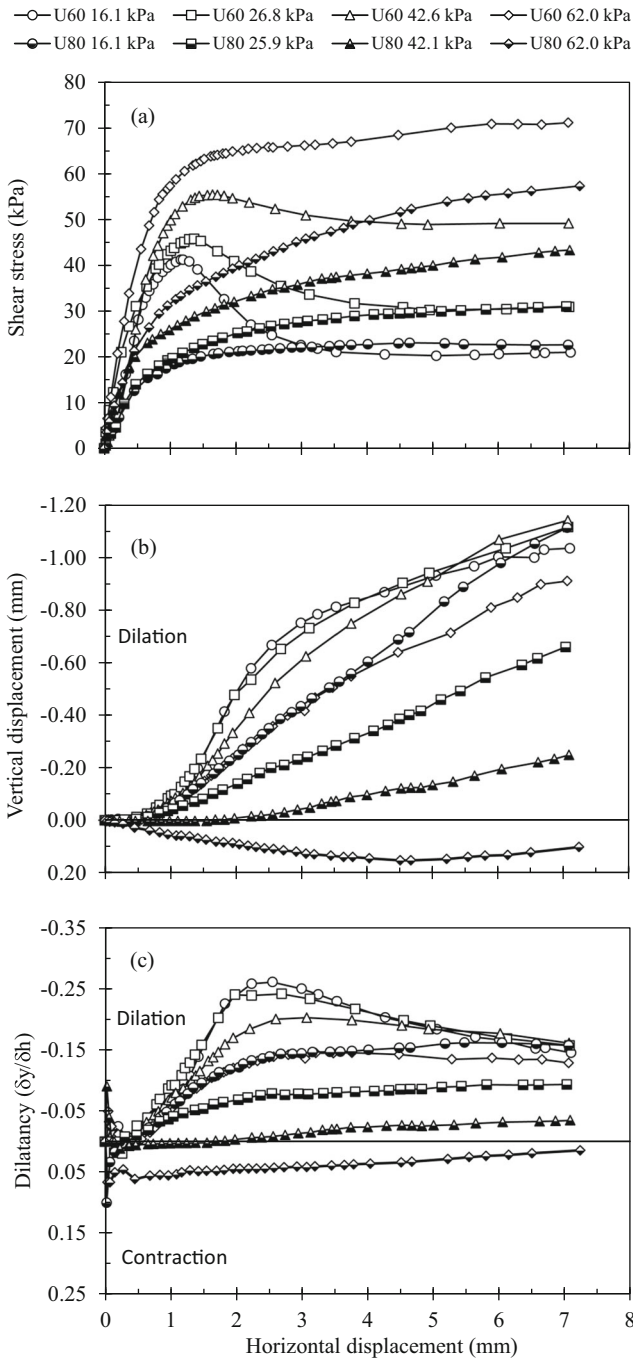 U60 16.1 kPa U60 26.8 kPa U60 42.6 kPa U60 62.0 kPa
U80 16.1 kPa U80 25.9 kPa U80 42.1 kPa U80 62.0 kPa
(a)
Shear stress (kPa)
80
70
60
50
40
30
20
10
0
(b)
Dilation
Vertical displacement (mm)
-1.20
-1.00
-0.80
-0.60
-0.40
-0.20
0.00
0.20
(c)
Dilation
Contraction
Dilatancy (δy/δh)
-0.35
-0.25
-0.15
-0.05
0.05
0.15
0.25
0 1 2 3 4 5 6 7 8
Horizontal displacement (mm)